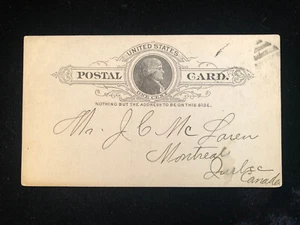 UNITED STATES
POSTAL CARD.
ONE CENT
NOTHING BUT THE ADDRESS TO BE ON THIS SIDE.
Mr. J C McLaren
Montreal
Quebec
Canada